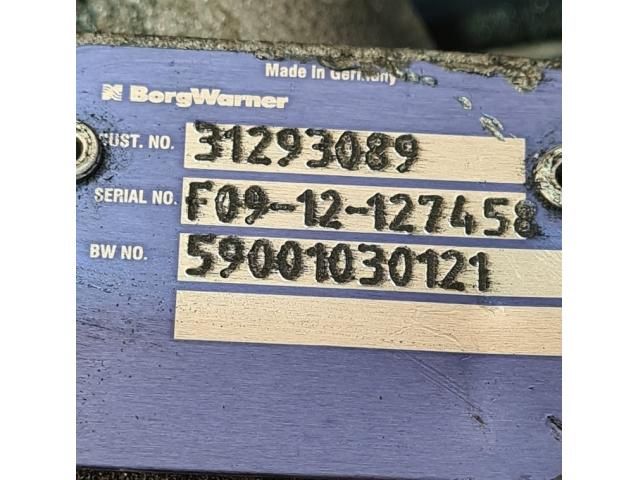 Made in Germany
BorgWarner
CUST. NO. 31293089
SERIAL NO. F09-12-127458
BW NO. 59001030121